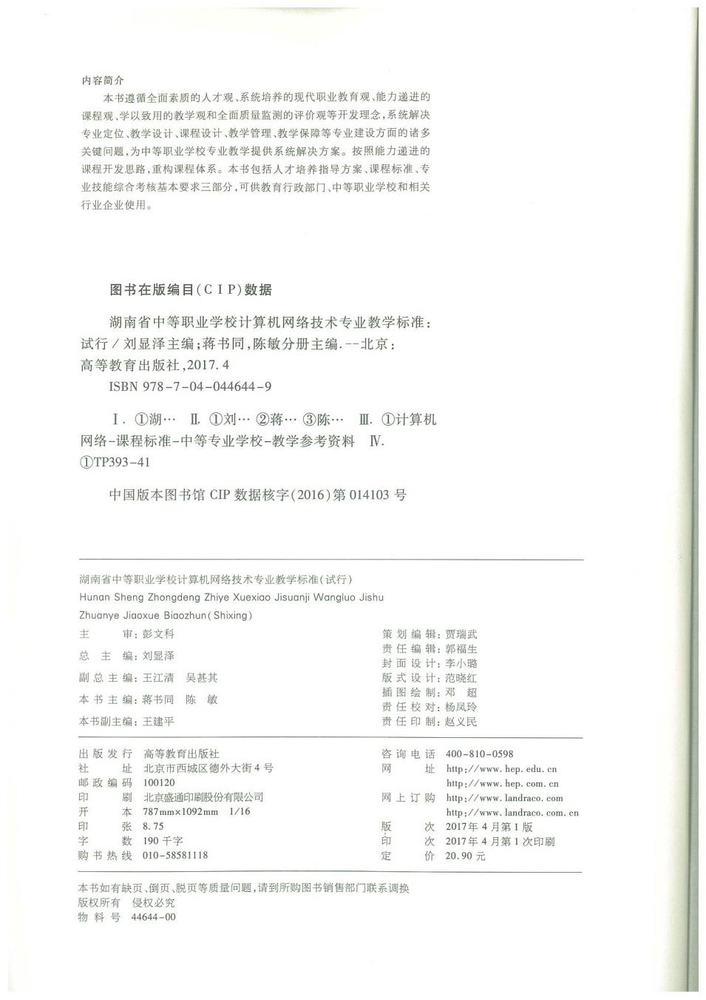 内容简介
本书遵循全面素质的人才观、系统培养的现代职业教育观、能力递进的
课程观、学以致用的教学观和全面质量监测的评价观等开发理念,系统解决
专业定位、教学设计、课程设计、教学管理、教学保障等专业建设方面的诸多
关键问题,为中等职业学校专业教学提供系统解决方案。按照能力递进的
课程开发思路,重构课程体系。本书包括人才培养指导方案、课程标准、专
业技能综合考核基本要求三部分,可供教育行政部门、中等职业学校和相关
行业企业使用。
图书在版编目(CIP)数据
湖南省中等职业学校计算机网络技术专业教学标准:
试行/刘显泽主编;蒋书同,陈敏分册主编.--北京:
高等教育出版社,2017.4
ISBN 978-7-04-044644-9
Ⅰ. ①湖… Ⅱ. ①刘… ②蒋… ③陈… Ⅲ. ①计算机
网络-课程标准-中等专业学校-教学参考资料 Ⅳ.
①TP393-41
中国版本图书馆 CIP 数据核字(2016)第 014103 号
湖南省中等职业学校计算机网络技术专业教学标准(试行)
Hunan Sheng Zhongdeng Zhiye Xuexiao Jisuanji Wangluo Jishu
Zhuanye Jiaoxue Biaozhun(Shixing)
主 审: 彭文科
总 主 编: 刘显泽
副总主编: 王江清 吴甚其
本书主编: 蒋书同 陈 敏
本书副主编: 王建平
策划编辑: 贾瑞武
责任编辑: 郭福生
封面设计: 李小璐
版式设计: 范晓红
插图绘制: 邓 超
责任校对: 杨凤玲
责任印制: 赵义民
出版发行 高等教育出版社
社 址 北京市西城区德外大街4号
邮政编码 100120
印 刷 北京盛通印刷股份有限公司
开 本 787mm×1092mm 1/16
印 张 8.75
字 数 190千字
购书热线 010-58581118
咨询电话 400-810-0598
网 址 http://www.hep.edu.cn
http://www.hep.com.cn
网上订购 http://www.landraco.com
http://www.landraco.com.cn
版 次 2017年4月第1版
印 次 2017年4月第1次印刷
定 价 20.90元
本书如有缺页、倒页、脱页等质量问题,请到所购图书销售部门联系调换
版权所有 侵权必究
物 料 号 44644-00